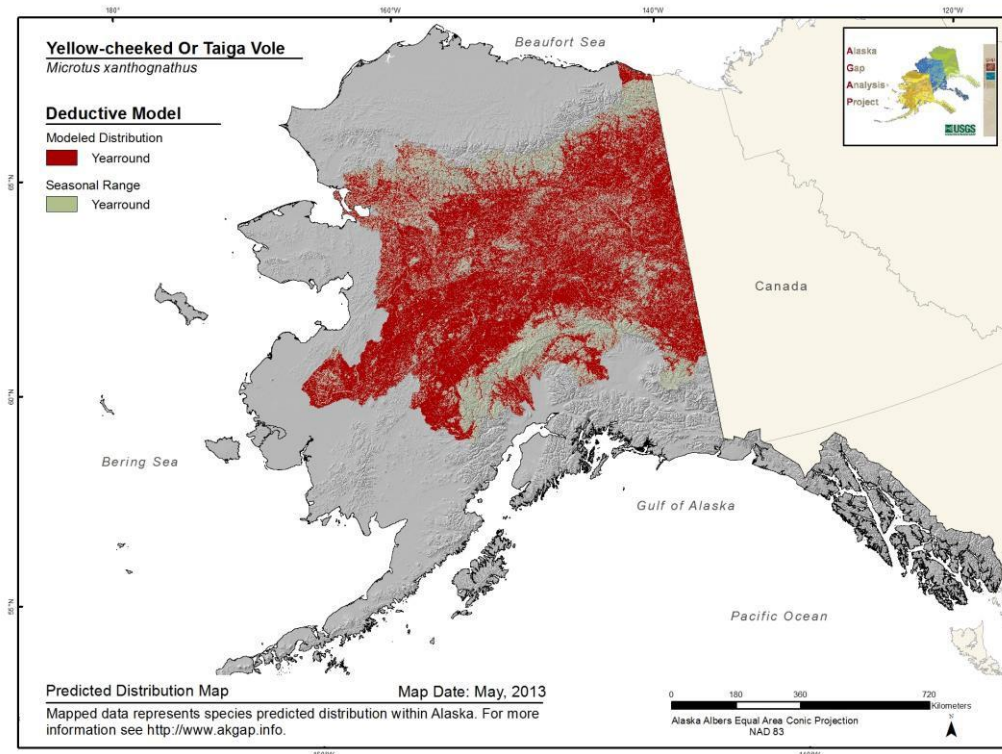 180°
160°
140°
120°
Yellow-cheeked Or Taiga Vole
Microtus xanthognathus
Deductive Model
Modeled Distribution
Yearround
Seasonal Range
Yearround
Beaufort Sea
Alaska
Gap
Analysis
Project
USGS
65°N
65°N
60°N
60°N
55°N
Canada
Bering Sea
Gulf of Alaska
Pacific Ocean
Predicted Distribution Map
Map Date: May, 2013
Mapped data represents species predicted distribution within Alaska. For more
information see http://www.akgap.info.
0 180 360 720
Kilometers
Alaska Albers Equal Area Conic Projection
NAD 83
N